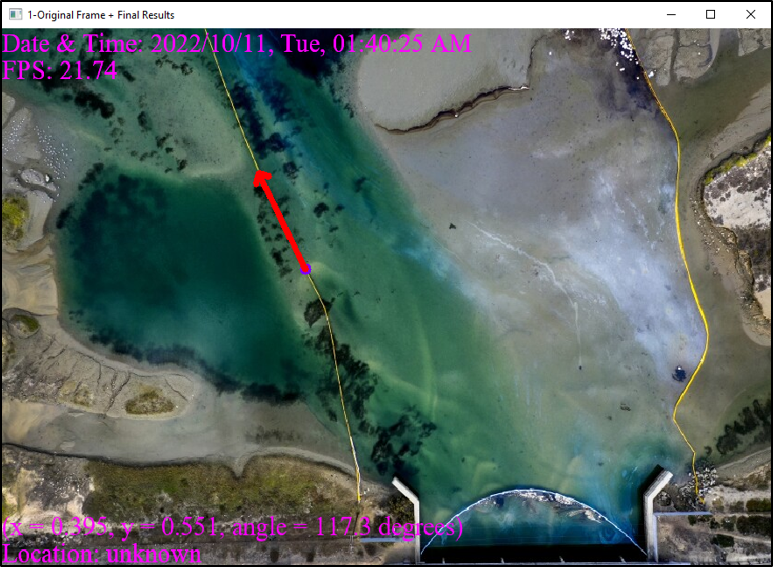 1-Original Frame + Final Results
Date & Time: 2022/10/11, Tue, 01:40:25 AM
FPS: 21.74
(x = 0.395, y = 0.551, angle = 117.3 degrees)
Location: unknown